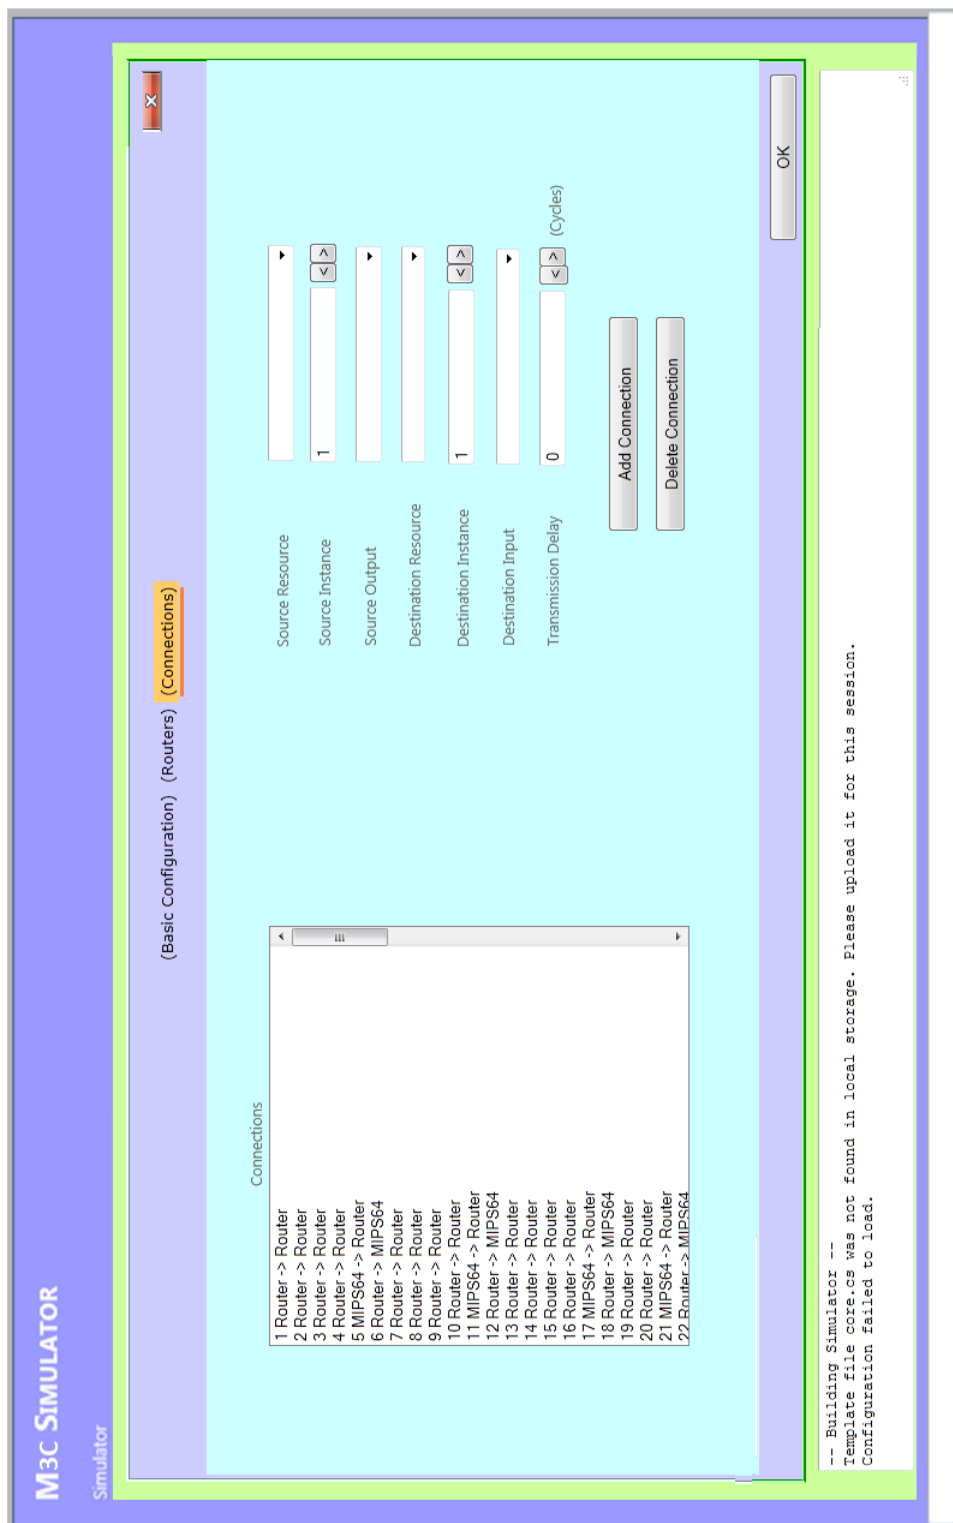 M3C SIMULATOR
Simulator
(Basic Configuration) (Routers) (Connections)
x
Connections
1 Router -> Router
2 Router -> Router
3 Router -> Router
4 Router -> Router
5 MIPS64 -> Router
6 Router -> MIPS64
7 Router -> Router
8 Router -> Router
9 Router -> Router
10 Router -> Router
11 MIPS64 -> Router
12 Router -> MIPS64
13 Router -> Router
14 Router -> Router
15 Router -> Router
16 Router -> Router
17 MIPS64 -> Router
18 Router -> MIPS64
19 Router -> Router
20 Router -> Router
21 MIPS64 -> Router
22 Router -> MIPS64
Source Resource
Source Instance 1 < >
Source Output
Destination Resource
Destination Instance 1 < >
Destination Input
Transmission Delay 0 < > (Cycles)
Add Connection
Delete Connection
OK
-- Building Simulator --
Template file core.cs was not found in local storage. Please upload it for this session.
Configuration failed to load.